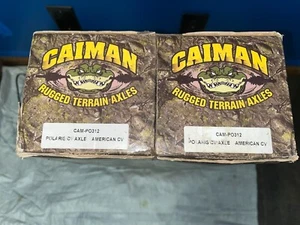 CAIMAN
RUGGED TERRAIN AXLES
CAM-PO312
POLARIS CV AXLE AMERICAN CV
CAIMAN
RUGGED TERRAIN AXLES
CAM-PO312
POLARIS CV AXLE AMERICAN CV